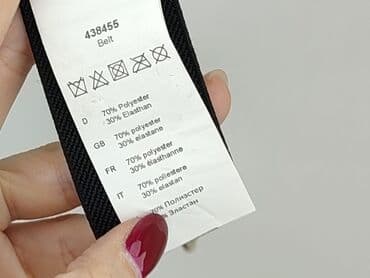 438455
Belt
D 70% Polyester
30% Elasthan
GB 70% polyester
30% elastane
FR 70% polyester
30% élasthanne
IT 70% poliestere
30% elastan
70% Полиэстер
Эластан